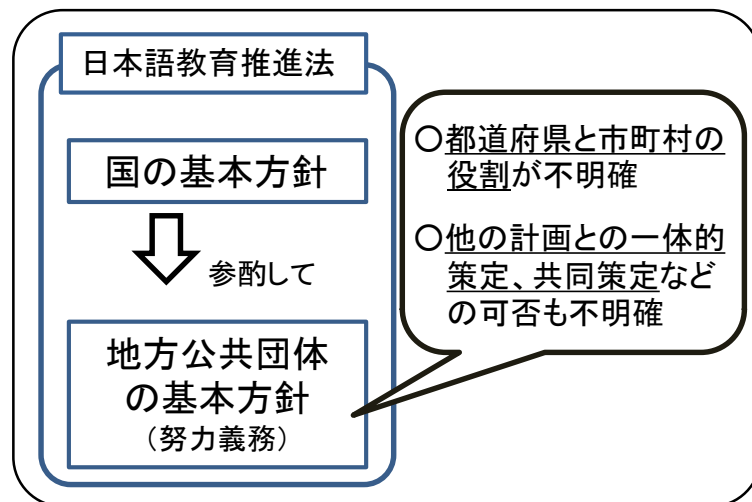 日本語教育推進法
国の基本方針
参酌して
地方公共団体
の基本方針
（努力義務）
○都道府県と市町村の
役割が不明確
○他の計画との一体的
策定、共同策定など
の可否も不明確